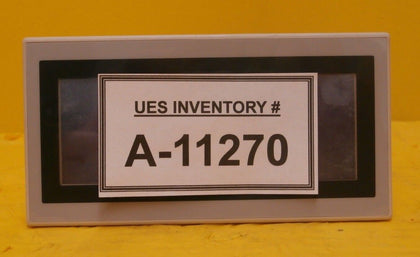 UES INVENTORY #
A-11270